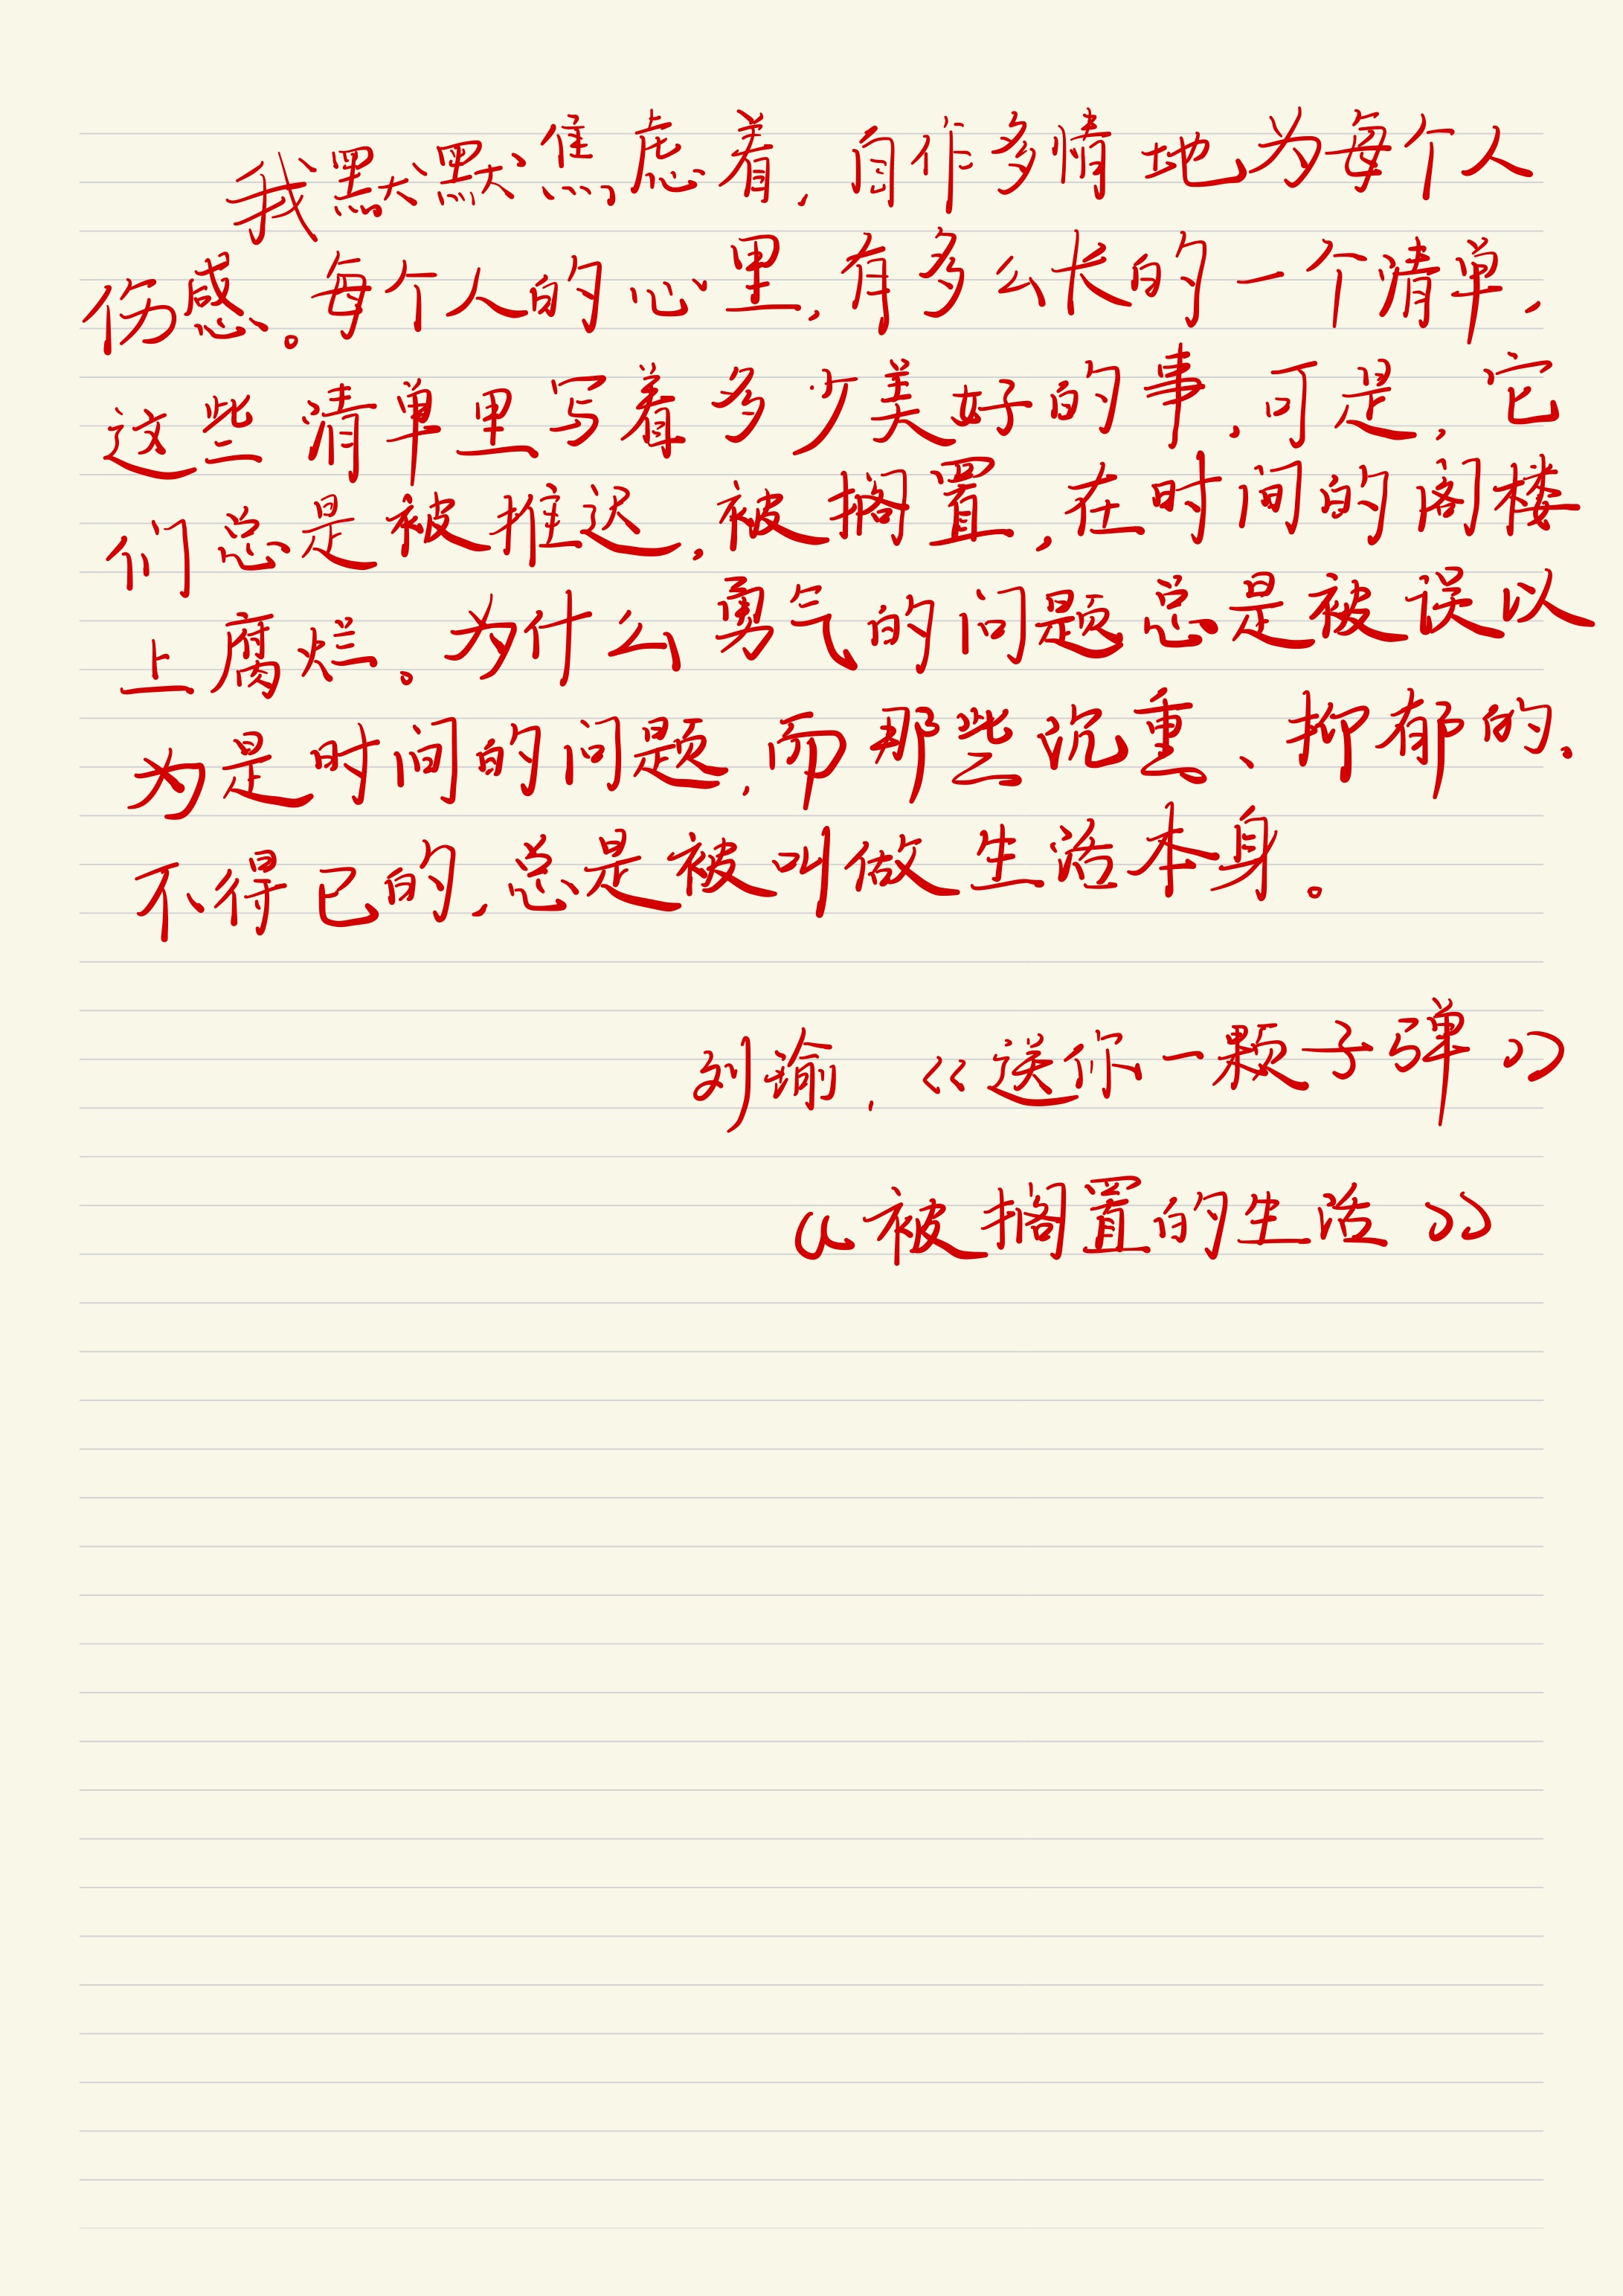 我默默焦虑着,自作多情地为每个人
伤感。每个人的心里,有多么长的一个清单,
这些清单里写着多少美好的事,可是,它
们总是被推迟,被搁置,在时间的阁楼
上腐烂。为什么勇气的问题总是被误以
为是时间的问题,而那些沉重、抑郁的、
不得已的,总是被叫做生活本身。
刘瑜,《送你一颗子弹》
《被搁置的生活》